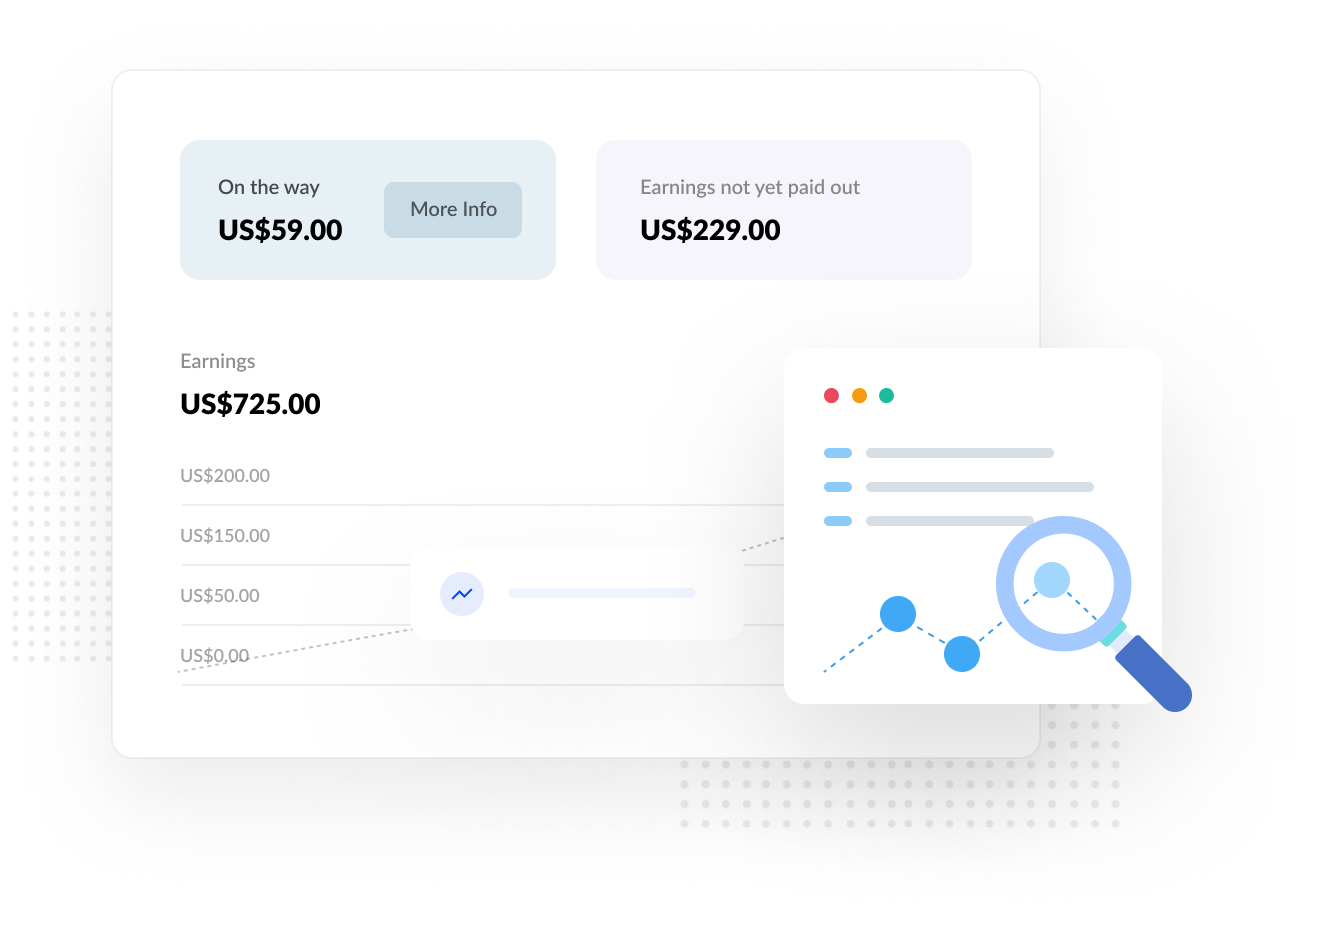 On the way
US$59.00
More Info
Earnings not yet paid out
US$229.00
Earnings
US$725.00
US$200.00
US$150.00
US$50.00
US$0,00